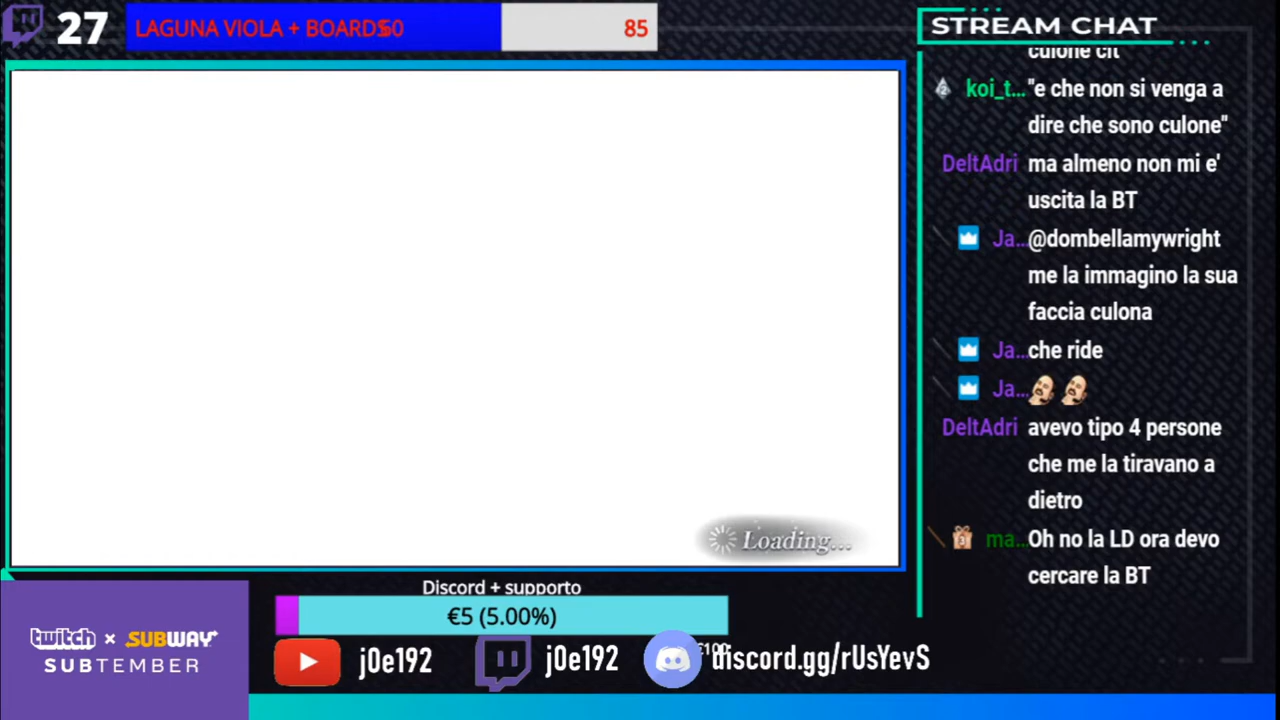 27
LAGUNA VIOLA + BOARDS
60
85
STREAM CHAT
culone cit
koi_t... "e che non si venga a
dire che sono culone"
DeltAdri ma almeno non mi e'
uscita la BT
Ja... @dombellamywright
me la immagino la sua
faccia culona
Ja... che ride
Ja...
DeltAdri avevo tipo 4 persone
che me la tiravano a
dietro
ma... Oh no la LD ora devo
cercare la BT
Loading...
Discord + supporto
€5 (5.00%)
€100
twitch x SUBWAY
SUBTEMBER
j0e192
j0e192
discord.gg/rUsYevS